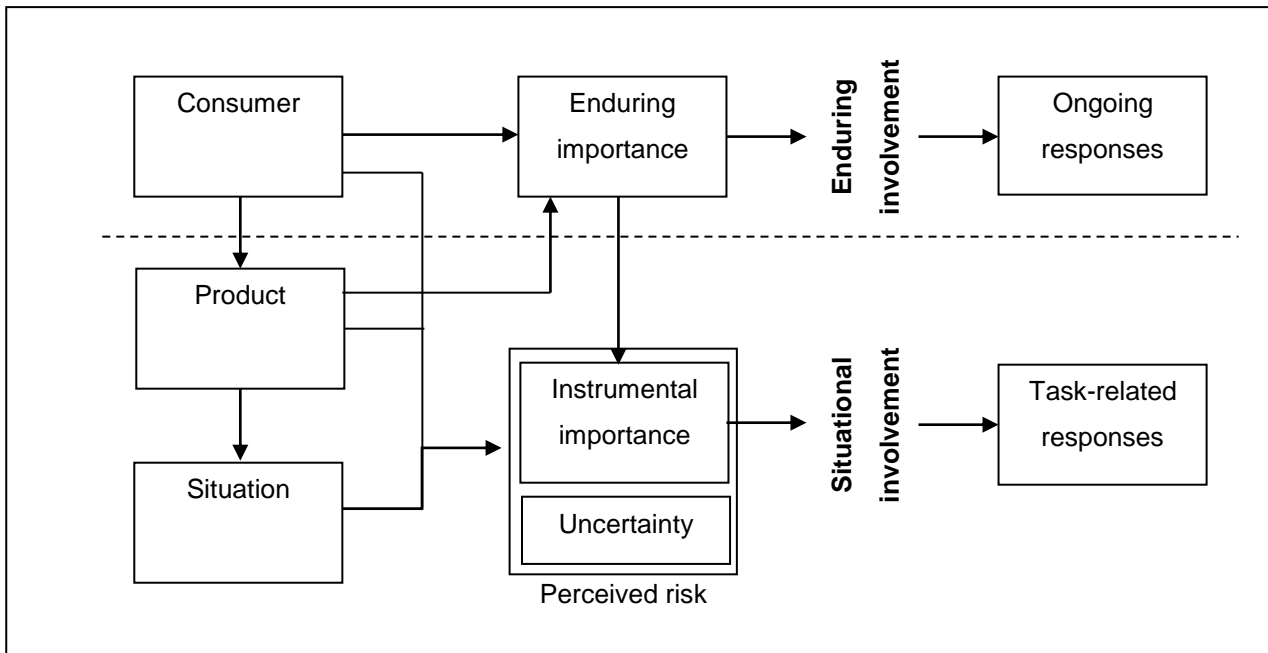 Consumer
Enduring
importance
Enduring
involvement
Ongoing
responses
Product
Instrumental
importance
Situational
involvement
Task-related
responses
Situation
Uncertainty
Perceived risk